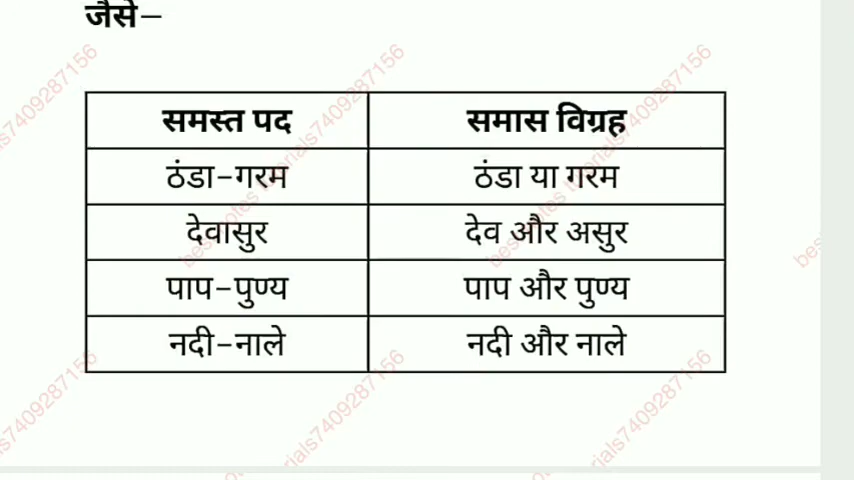 जैसे–
समस्त पद समास विग्रह
ठंडा-गरम ठंडा या गरम
देवासुर देव और असुर
पाप-पुण्य पाप और पुण्य
नदी-नाले नदी और नाले